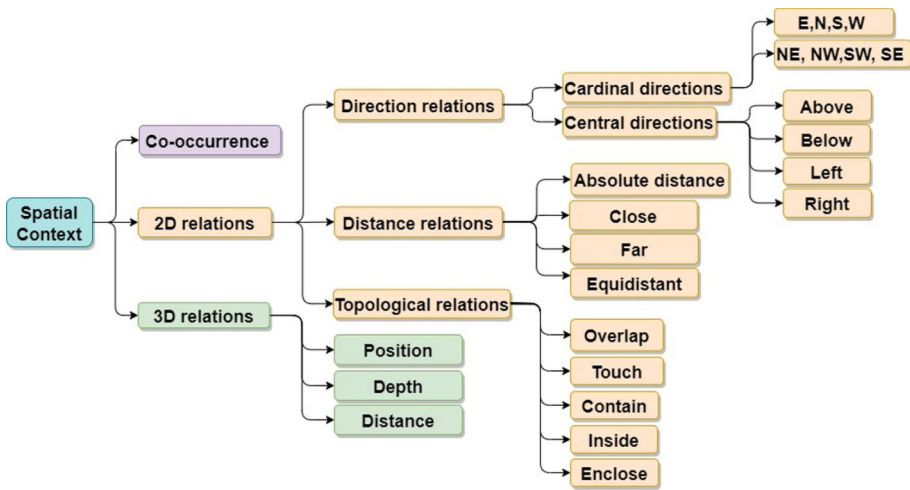 Spatial
Context
Co-occurrence
2D relations
3D relations
Direction relations
Distance relations
Topological relations
Position
Depth
Distance
Cardinal directions
Central directions
E,N,S,W
NE, NW,SW, SE
Above
Below
Left
Right
Absolute distance
Close
Far
Equidistant
Overlap
Touch
Contain
Inside
Enclose